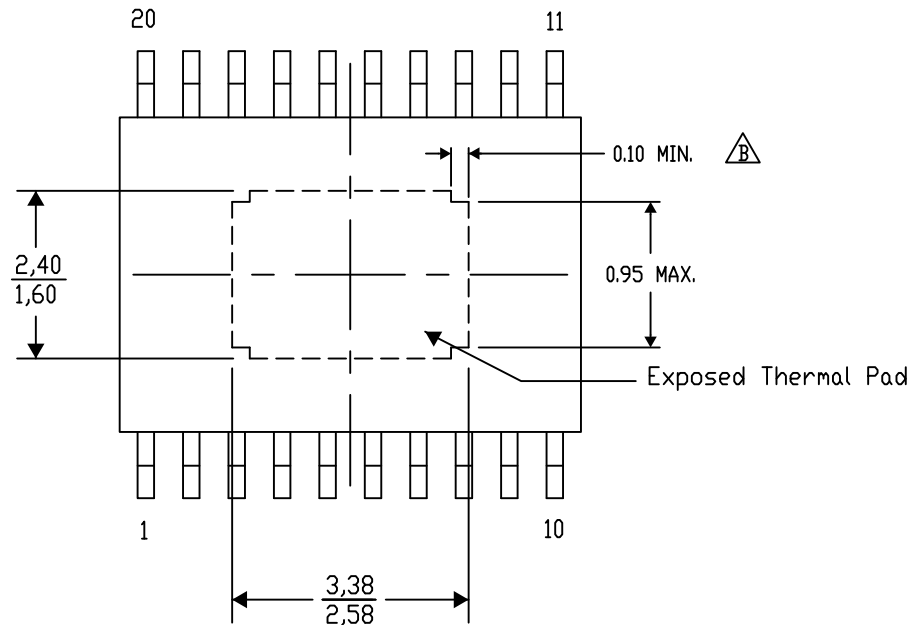 20
11
0.10 MIN.
B
2,40
1,60
0.95 MAX.
Exposed Thermal Pad
1
10
3,38
2,58